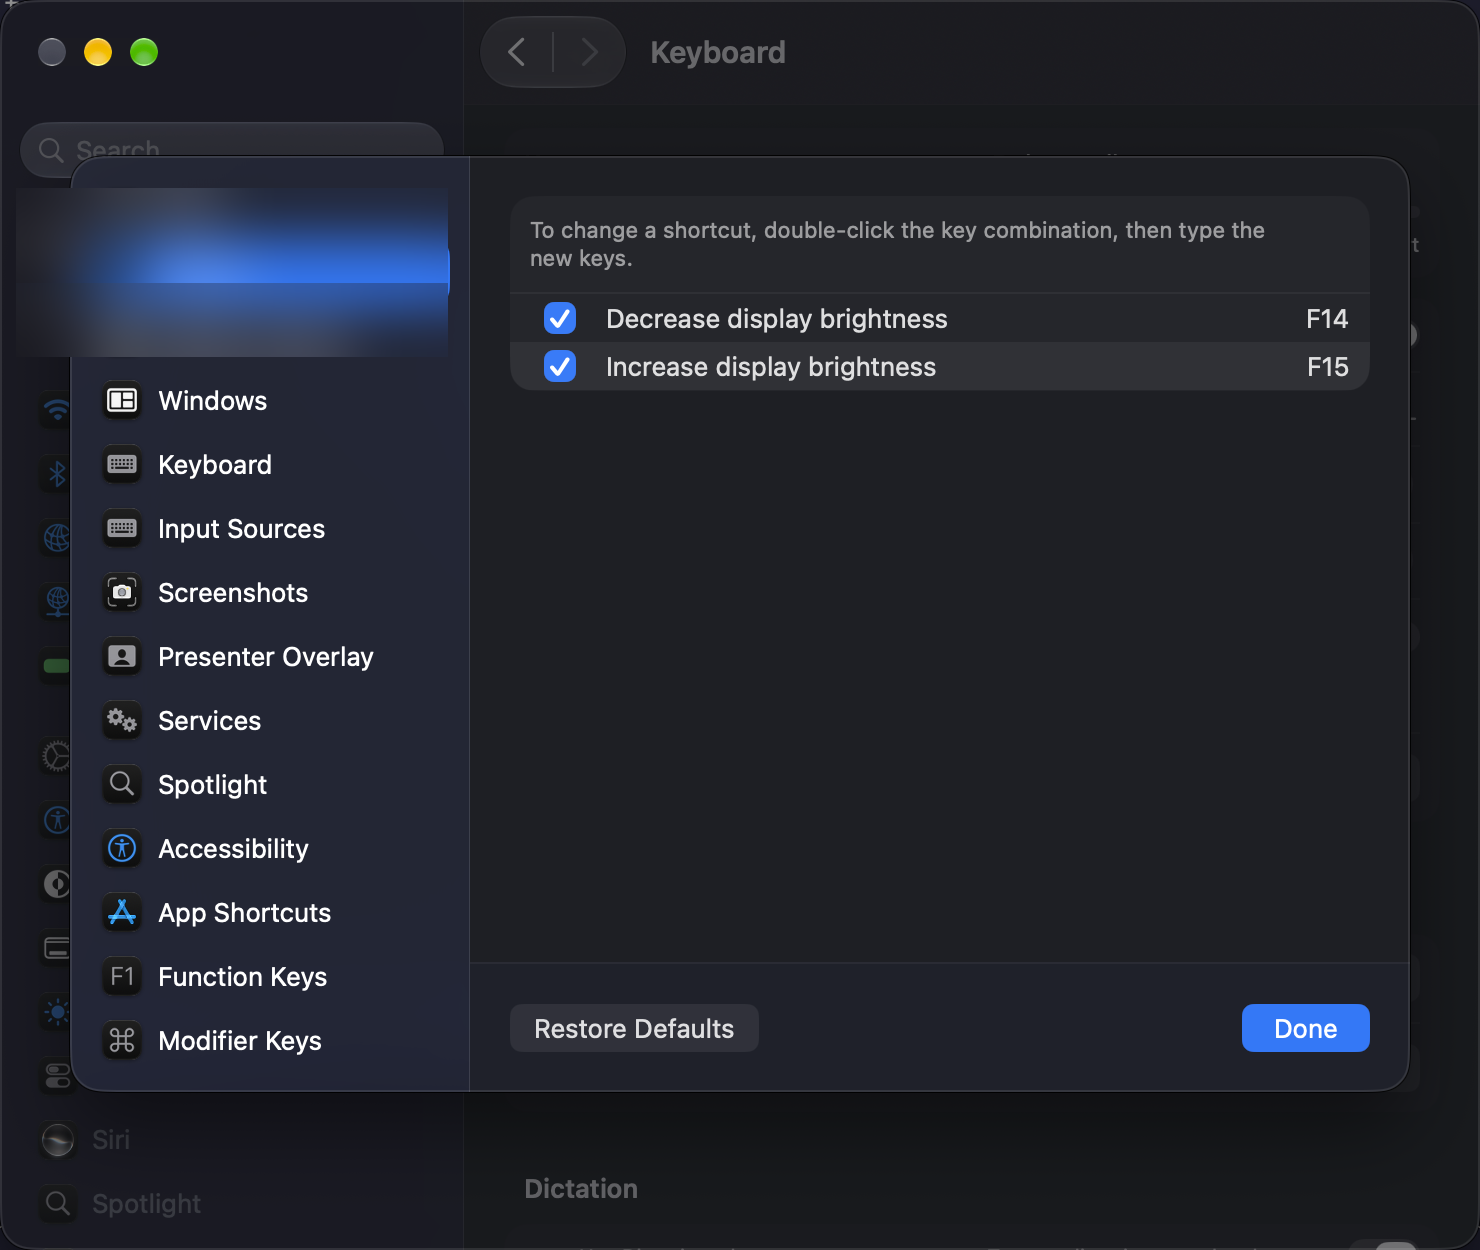 Keyboard
Search
To change a shortcut, double-click the key combination, then type the
new keys.
Decrease display brightness F14
Increase display brightness F15
Windows
Keyboard
Input Sources
Screenshots
Presenter Overlay
Services
Spotlight
Accessibility
App Shortcuts
F1 Function Keys
Modifier Keys
Restore Defaults
Done
Siri
Spotlight
Dictation